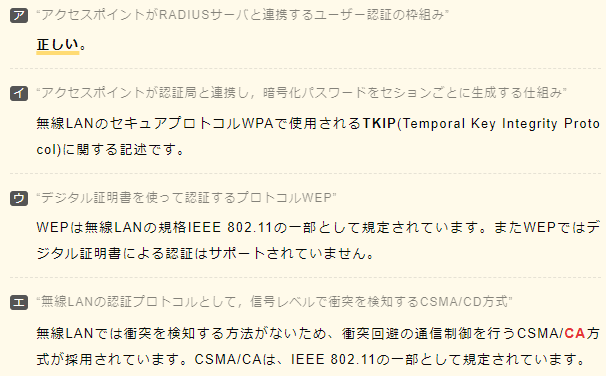 ア “アクセスポイントがRADIUSサーバと連携するユーザー認証の枠組み”
正しい。
イ “アクセスポイントが認証局と連携し，暗号化パスワードをセションごとに生成する仕組み”
無線LANのセキュアプロトコルWPAで使用されるTKIP(Temporal Key Integrity Proto
col)に関する記述です。
ウ “デジタル証明書を使って認証するプロトコルWEP”
WEPは無線LANの規格IEEE 802.11の一部として規定されています。またWEPではデ
ジタル証明書による認証はサポートされていません。
エ “無線LANの認証プロトコルとして，信号レベルで衝突を検知するCSMA/CD方式”
無線LANでは衝突を検知する方法がないため、衝突回避の通信制御を行うCSMA/CA方
式が採用されています。CSMA/CAは、IEEE 802.11の一部として規定されています。